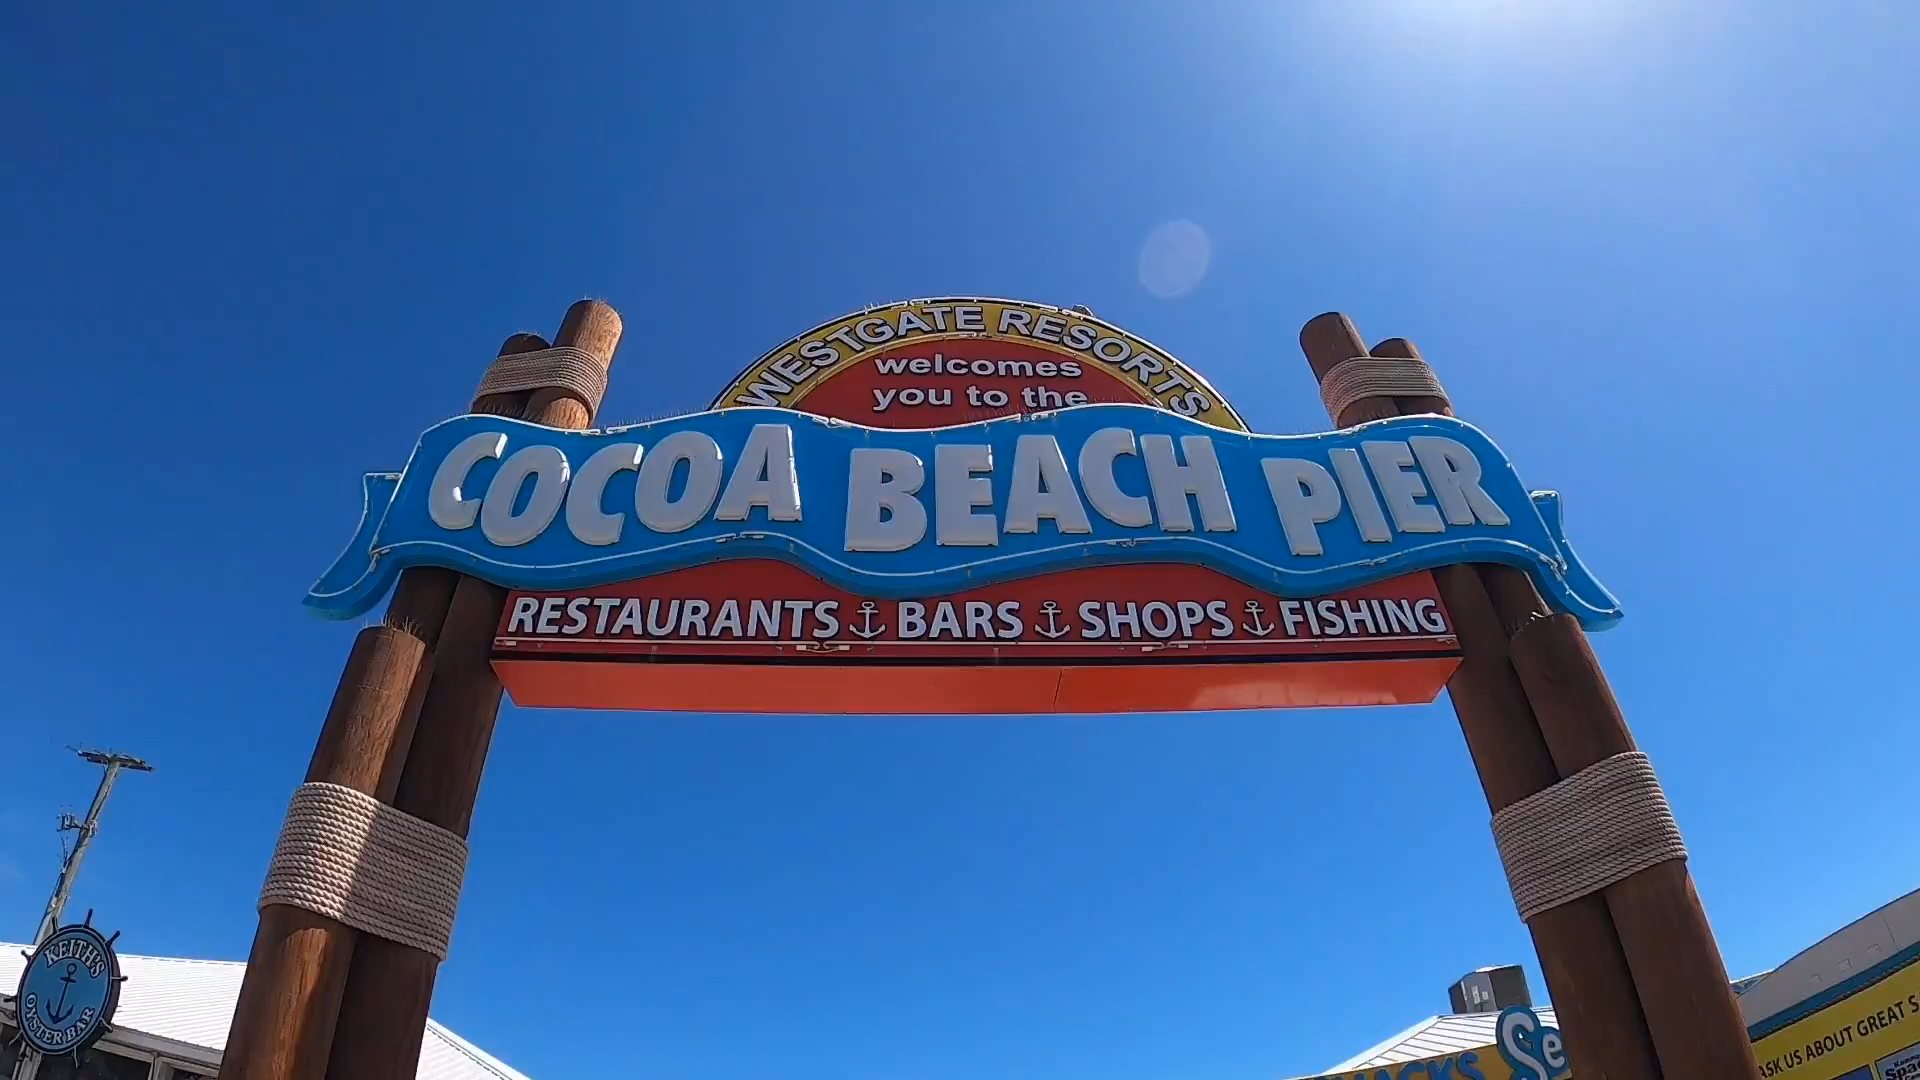 WESTGATE RESORTS
welcomes
you to the
COCOA BEACH PIER
RESTAURANTS BARS SHOPS FISHING
KEITH'S
OYSTER BAR
ASK US ABOUT GREAT